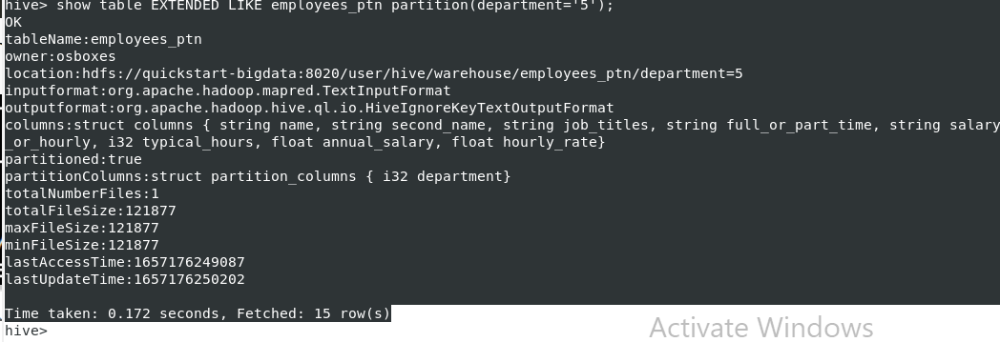 hive> show table EXTENDED LIKE employees_ptn partition(department='5');
OK
tableName:employees_ptn
owner:osboxes
location:hdfs://quickstart-bigdata:8020/user/hive/warehouse/employees_ptn/department=5
inputformat:org.apache.hadoop.mapred.TextInputFormat
outputformat:org.apache.hadoop.hive.ql.io.HiveIgnoreKeyTextOutputFormat
columns:struct columns { string name, string second_name, string job_titles, string full_or_part_time, string salary
_or_hourly, i32 typical_hours, float annual_salary, float hourly_rate}
partitioned:true
partitionColumns:struct partition_columns { i32 department}
totalNumberFiles:1
totalFileSize:121877
maxFileSize:121877
minFileSize:121877
lastAccessTime:1657176249087
lastUpdateTime:1657176250202
Time taken: 0.172 seconds, Fetched: 15 row(s)
hive>
Activate Windows